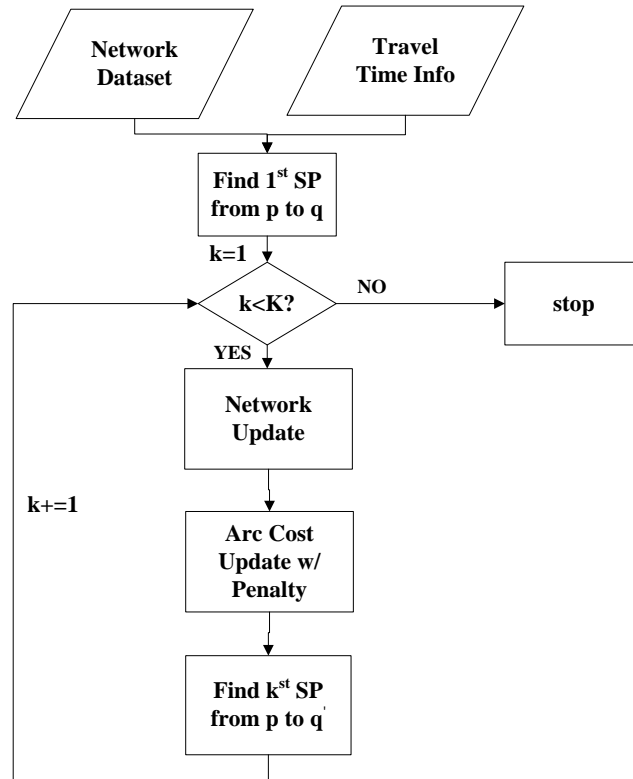 Network
Dataset
Travel
Time Info
Find 1st SP
from p to q
k=1
k<K?
NO
stop
YES
Network
Update
k+=1
Arc Cost
Update w/
Penalty
Find kst SP
from p to q'